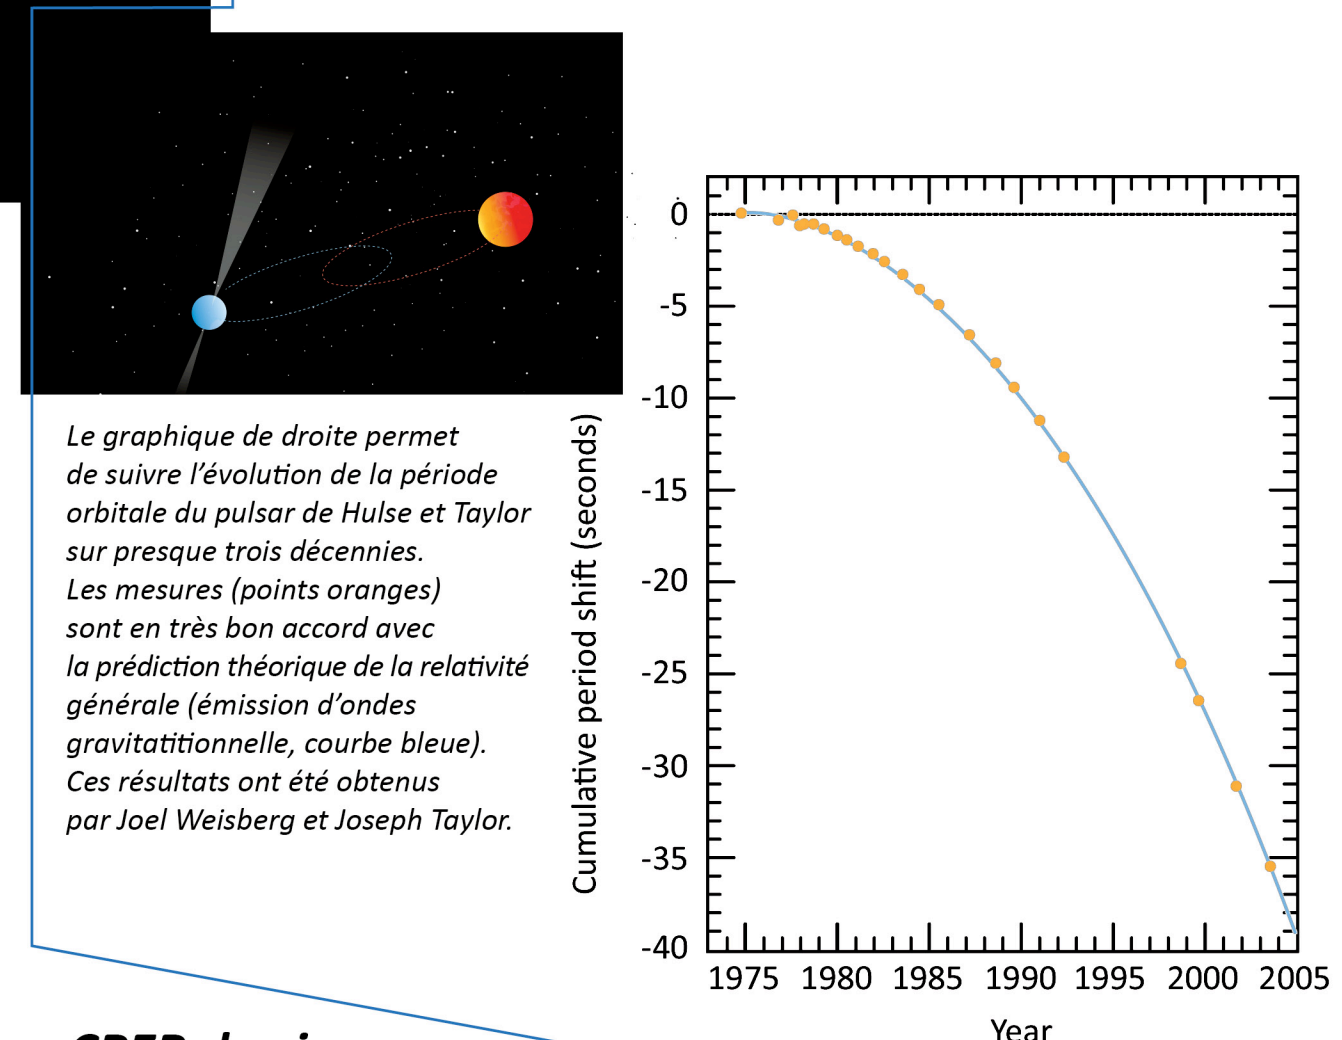 Le graphique de droite permet
de suivre l’évolution de la période
orbitale du pulsar de Hulse et Taylor
sur presque trois décennies.
Les mesures (points oranges)
sont en très bon accord avec
la prédiction théorique de la relativité
générale (émission d’ondes
gravitatitionnelle, courbe bleue).
Ces résultats ont été obtenus
par Joel Weisberg et Joseph Taylor.
Cumulative period shift (seconds)
0
-5
-10
-15
-20
-25
-30
-35
-40
1975 1980 1985 1990 1995 2000 2005
Year